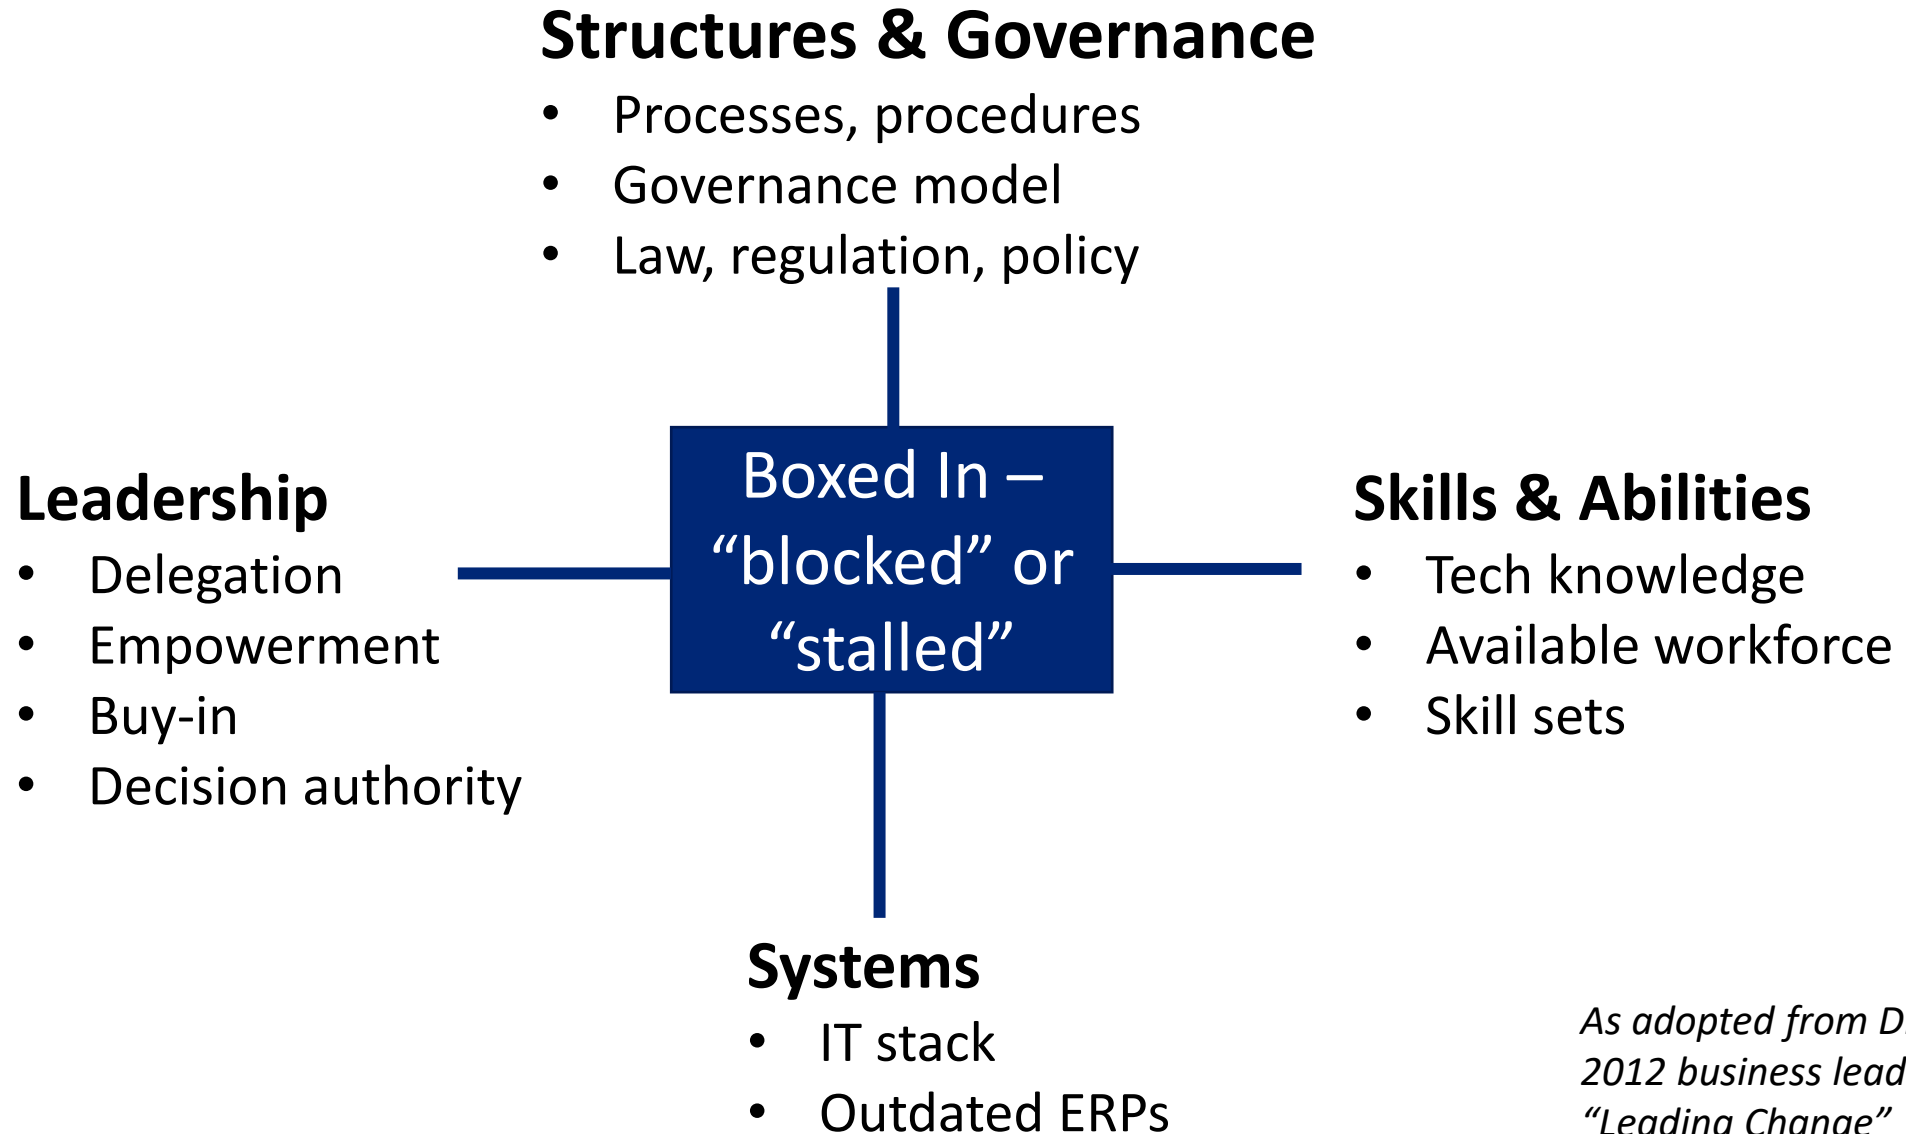 Structures & Governance
• Processes, procedures
• Governance model
• Law, regulation, policy
Leadership
• Delegation
• Empowerment
• Buy-in
• Decision authority
Boxed In –
“blocked” or
“stalled”
Skills & Abilities
• Tech knowledge
• Available workforce
• Skill sets
Systems
• IT stack
• Outdated ERPs
As adopted from
2012 business
“Leading Change”